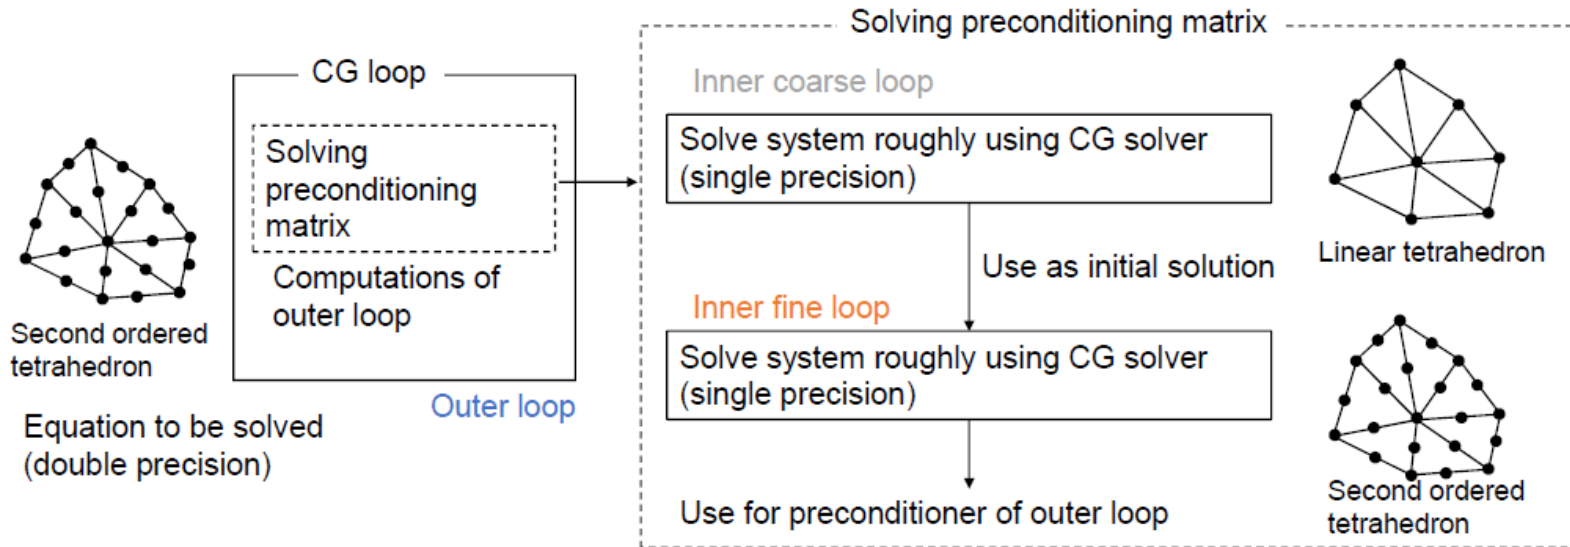 Solving preconditioning matrix
CG loop
Solving
preconditioning
matrix
Computations of
outer loop
Outer loop
Second ordered
tetrahedron
Equation to be solved
(double precision)
Inner coarse loop
Solve system roughly using CG solver
(single precision)
Linear tetrahedron
Use as initial solution
Inner fine loop
Solve system roughly using CG solver
(single precision)
Use for preconditioner of outer loop
Second ordered
tetrahedron